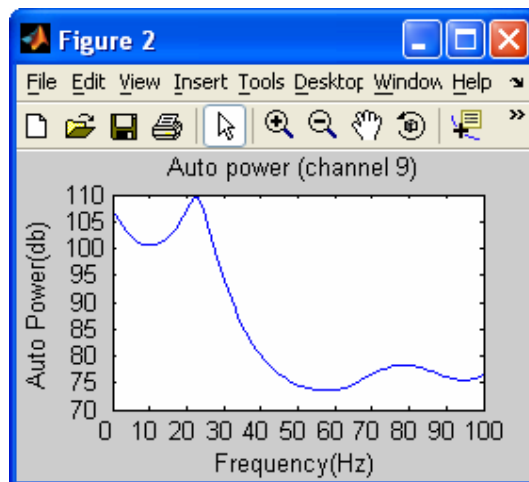 Figure 2
File Edit View Insert Tools Desktop Window Help
Auto power (channel 9)
Auto Power(db)
110
105
100
95
90
85
80
75
70
0 10 20 30 40 50 60 70 80 90 100
Frequency(Hz)